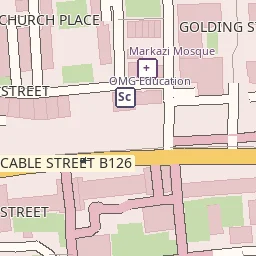 CHURCH PLACE
GOLDING ST
Markazi Mosque
OMG Education
STREET
Sc
CABLE STREET B126
STREET